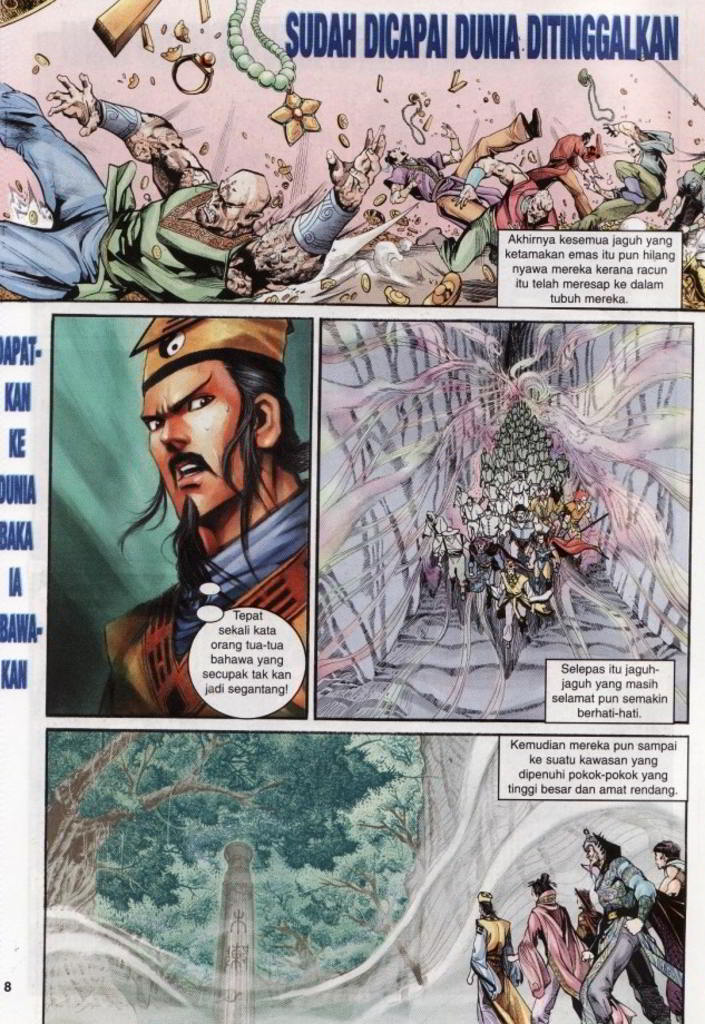 SUDAH DICAPAI DUNIA DITINGGALKAN
Akhirnya kesemua jaguh yang
ketamakan emas itu pun hilang
nyawa mereka kerana racun
itu telah meresap ke dalam
tubuh mereka.
DAPAT-
KAN
KE
DUNIA
BAKA
IA
BAWA-
KAN
Tepat
sekali kata
orang tua-tua
bahawa yang
secupak tak kan
jadi segantang!
Selepas itu jaguh-
jaguh yang masih
selamat pun semakin
berhati-hati.
Kemudian mereka pun sampai
ke suatu kawasan yang
dipenuhi pokok-pokok yang
tinggi besar dan amat rendang.
木
8